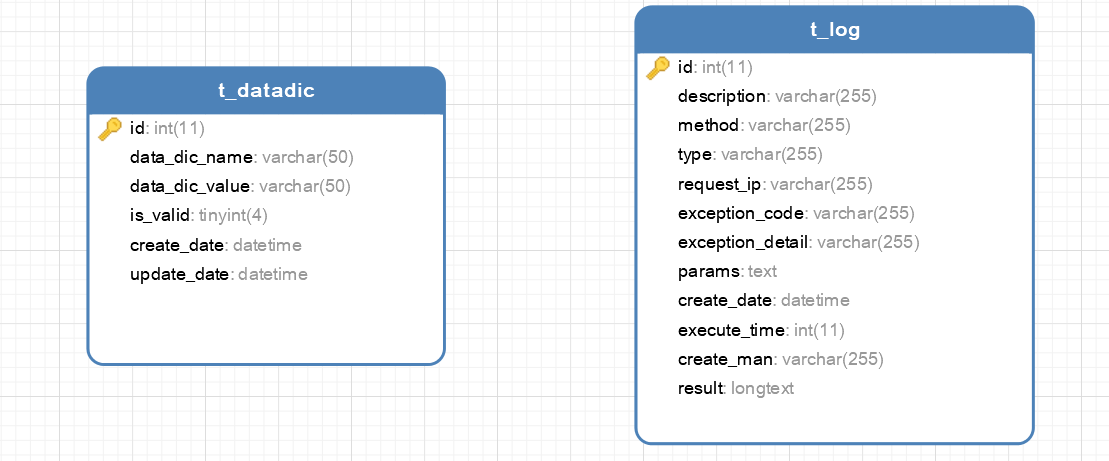 t_datadic
id: int(11)
data_dic_name: varchar(50)
data_dic_value: varchar(50)
is_valid: tinyint(4)
create_date: datetime
update_date: datetime
t_log
id: int(11)
description: varchar(255)
method: varchar(255)
type: varchar(255)
request_ip: varchar(255)
exception_code: varchar(255)
exception_detail: varchar(255)
params: text
create_date: datetime
execute_time: int(11)
create_man: varchar(255)
result: longtext